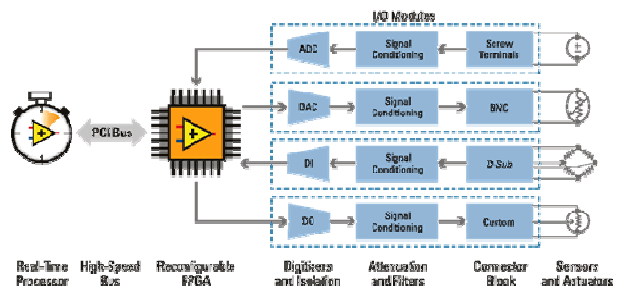 I/O Modules
ADC
Signal
Conditioning
Screw
Terminals
PCI Bus
DAC
Signal
Conditioning
BNC
DI
Signal
Conditioning
D-Sub
DO
Signal
Conditioning
Custom
Real-Time
Processor
High-Speed
Bus
Reconfigurable
FPGA
Digitizers
and Isolation
Attenuation
and Filters
Connector
Block
Sensors
and Actuators